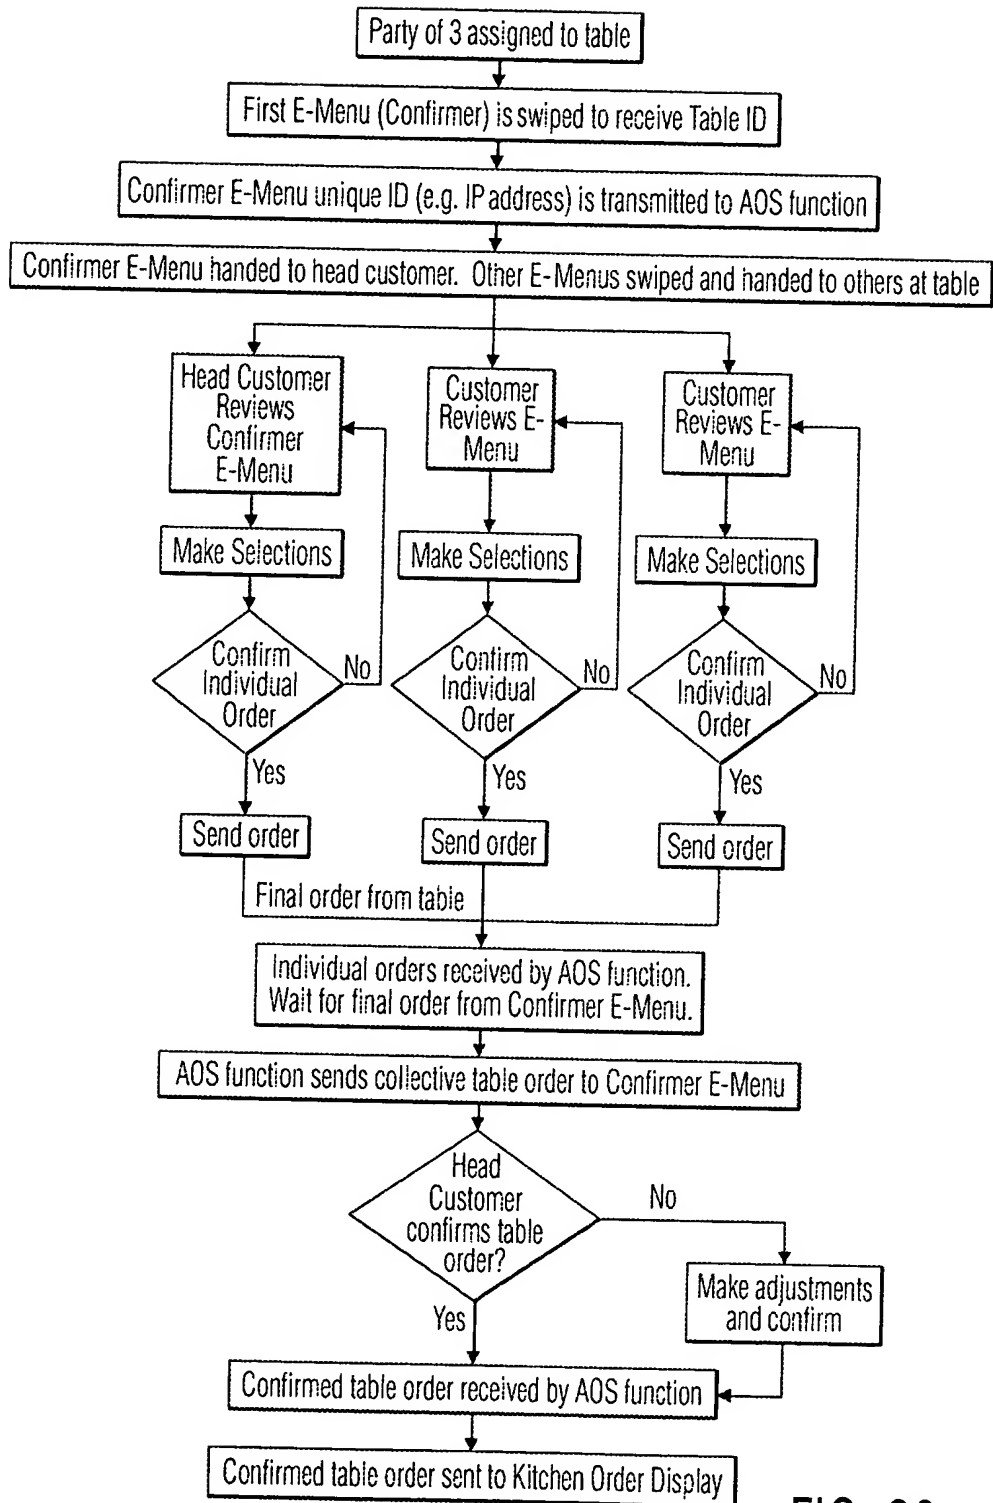 Party of 3 assigned to table
First E-Menu (Confirmer) is swiped to receive Table ID
Confirmer E-Menu unique ID (e.g. IP address) is transmitted to AOS function
Confirmer E-Menu handed to head customer. Other E-Menus swiped and handed to others at table
Head Customer
Reviews
Confirmer
E-Menu
Customer
Reviews E-
Menu
Customer
Reviews E-
Menu
Make Selections
Make Selections
Make Selections
Confirm
Individual
Order
No
Confirm
Individual
Order
No
Confirm
Individual
Order
No
Yes
Yes
Yes
Send order
Send order
Send order
Final order from table
Individual orders received by AOS function.
Wait for final order from Confirmer E-Menu.
AOS function sends collective table order to Confirmer E-Menu
Head
Customer
confirms table
order?
No
Make adjustments
and confirm
Yes
Confirmed table order received by AOS function
Confirmed table order sent to Kitchen Order Display